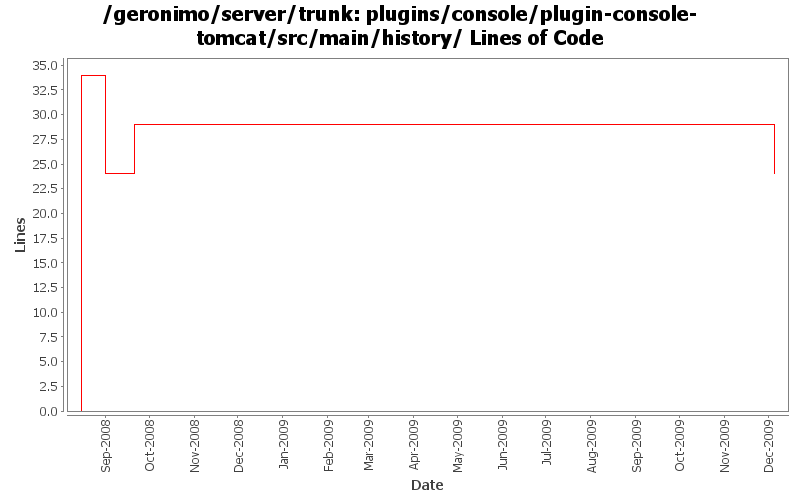 /geronimo/server/trunk: plugins/console/plugin-console-
tomcat/src/main/history/ Lines of Code
35.0
32.5
30.0
27.5
25.0
22.5
20.0
17.5
15.0
12.5
10.0
7.5
5.0
2.5
0.0
Lines
Sep-2008
Oct-2008
Nov-2008
Dec-2008
Jan-2009
Feb-2009
Mar-2009
Apr-2009
May-2009
Jun-2009
Jul-2009
Aug-2009
Sep-2009
Oct-2009
Nov-2009
Dec-2009
Date